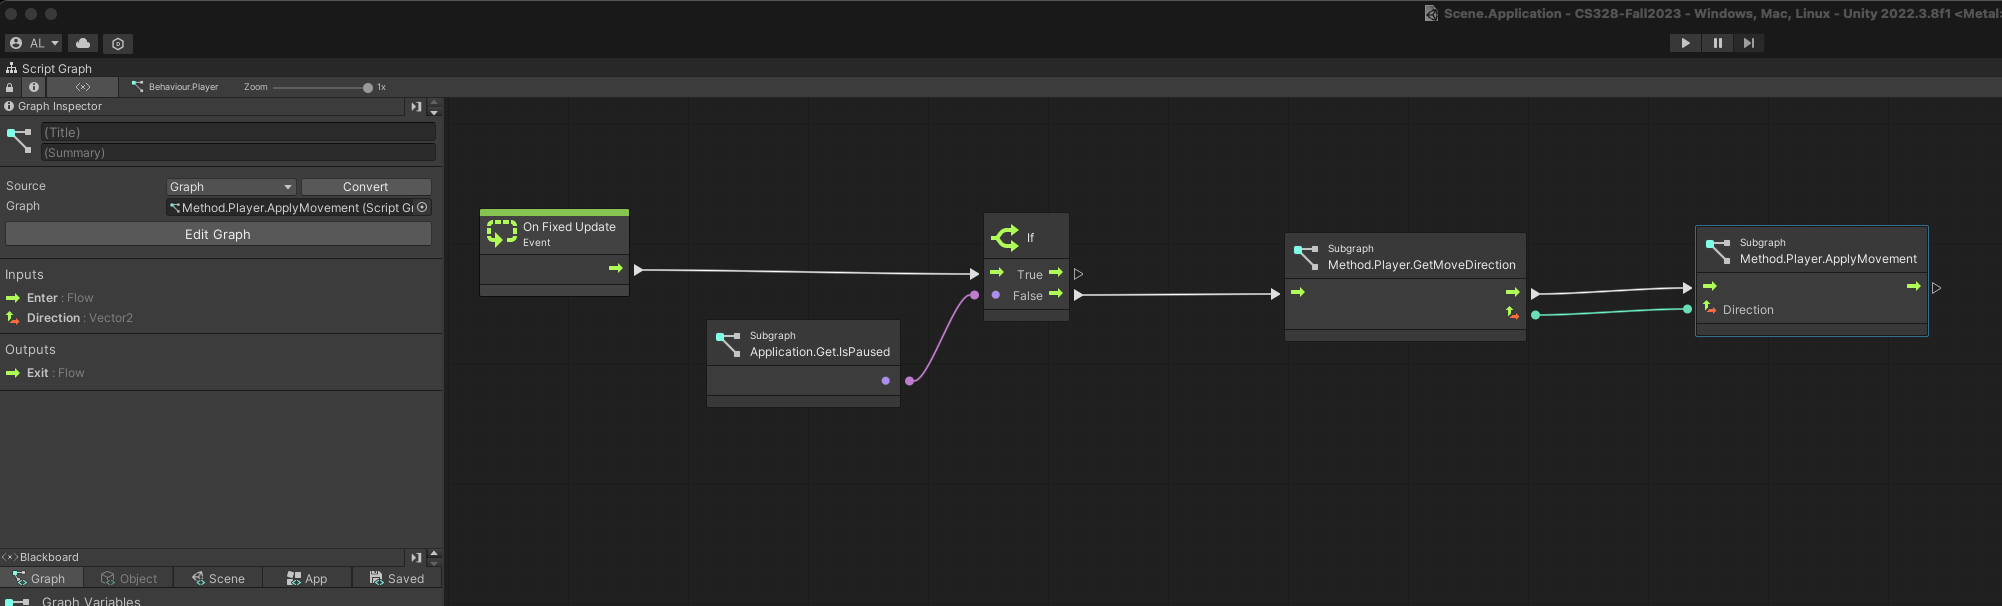 Scene.Application - CS328-Fall2023 - Windows, Mac, Linux - Unity 2022.3.8f1 <Metal>
AL
Script Graph
Behaviour.Player
Zoom
1x
Graph Inspector
(Title)
(Summary)
Source
Graph
Convert
Graph
Method.Player.ApplyMovement (Script Gr
Edit Graph
Inputs
Enter : Flow
Direction : Vector2
Outputs
Exit : Flow
On Fixed Update
Event
Subgraph
Application.Get.IsPaused
If
True
False
Subgraph
Method.Player.GetMoveDirection
Subgraph
Method.Player.ApplyMovement
Direction
Blackboard
Graph
Object
Scene
App
Saved
Graph Variables